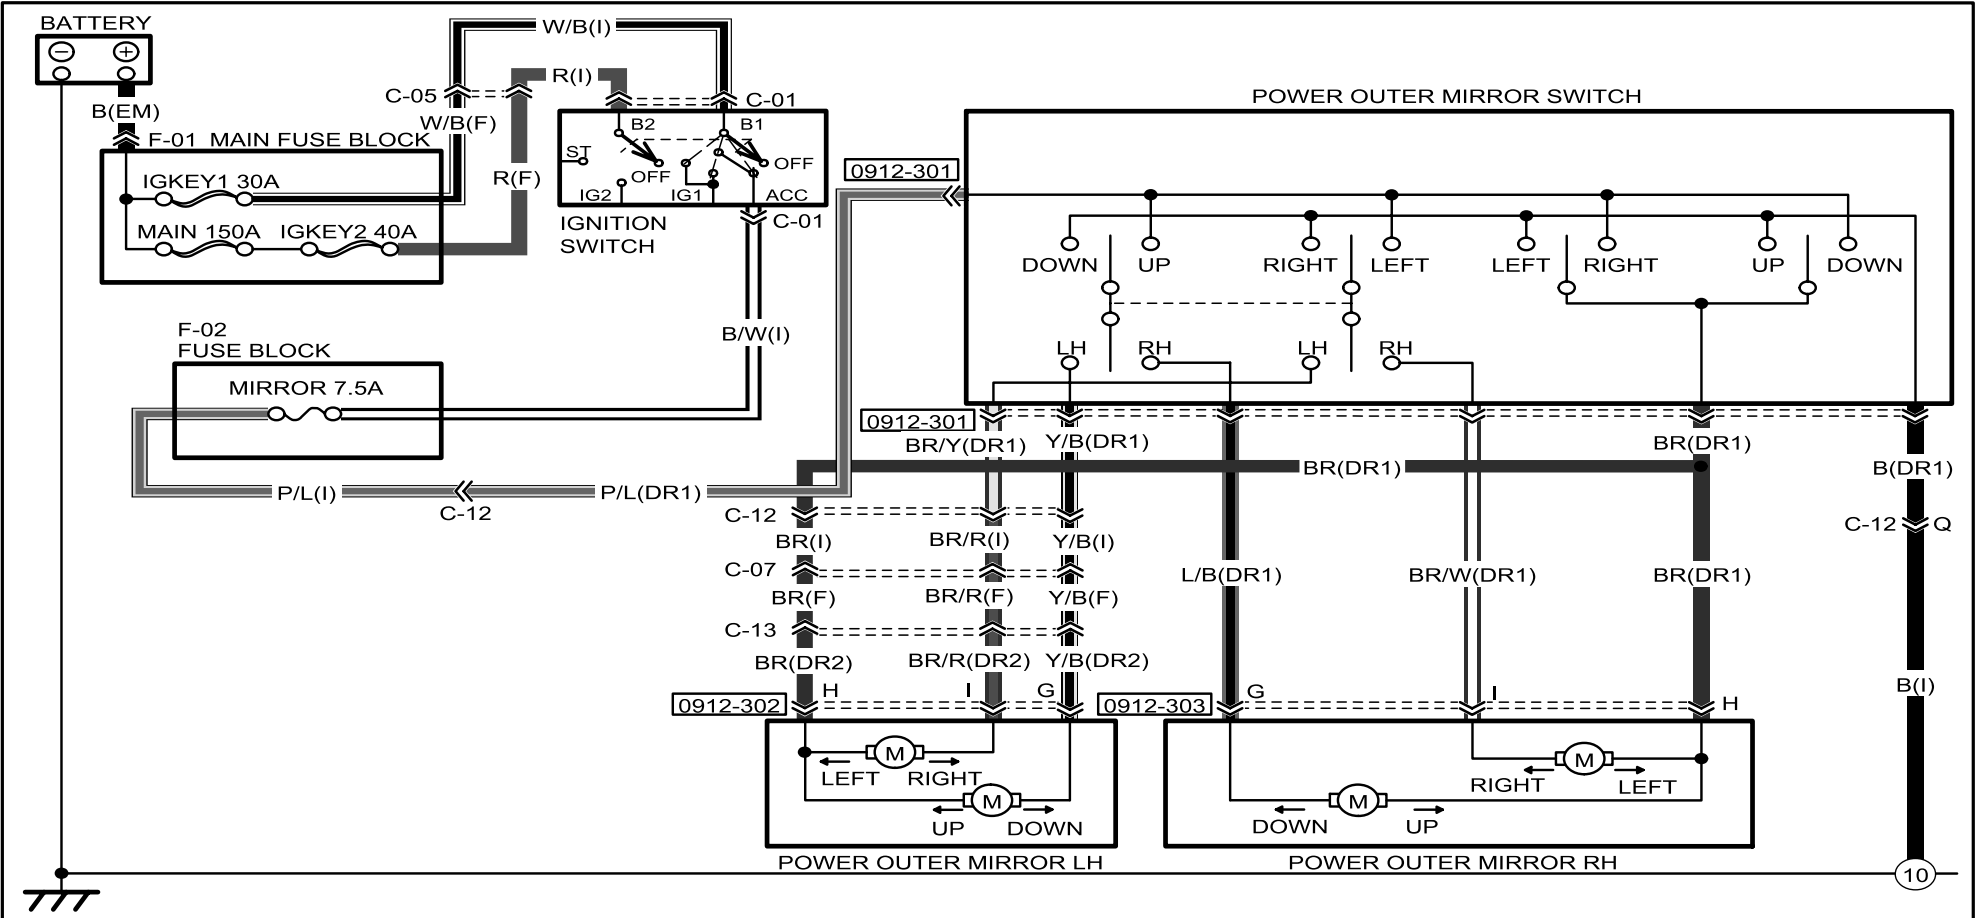 BATTERY
− +
B(EM)
W/B(I)
R(I)
C-05
C-01
W/B(F)
R(F)
F-01 MAIN FUSE BLOCK
IGKEY1 30A
MAIN 150A IGKEY2 40A
B2 B1
ST
OFF
OFF
IG2 IG1 ACC
IGNITION
SWITCH
C-01
B/W(I)
F-02
FUSE BLOCK
MIRROR 7.5A
P/L(I)
C-12
P/L(DR1)
0912-301
POWER OUTER MIRROR SWITCH
DOWN UP RIGHT LEFT LEFT RIGHT UP DOWN
LH RH LH RH
0912-301
BR/Y(DR1) Y/B(DR1) BR(DR1)
BR(DR1) B(DR1)
C-12
C-12 Q
BR(I) BR/R(I) Y/B(I)
C-07
L/B(DR1) BR/W(DR1) BR(DR1)
BR(F) BR/R(F) Y/B(F)
C-13
BR(DR2) BR/R(DR2) Y/B(DR2)
B(I)
0912-302 H I G
0912-303 G I H
M
LEFT RIGHT
M
UP DOWN
POWER OUTER MIRROR LH
M
RIGHT LEFT
M
DOWN UP
POWER OUTER MIRROR RH
10